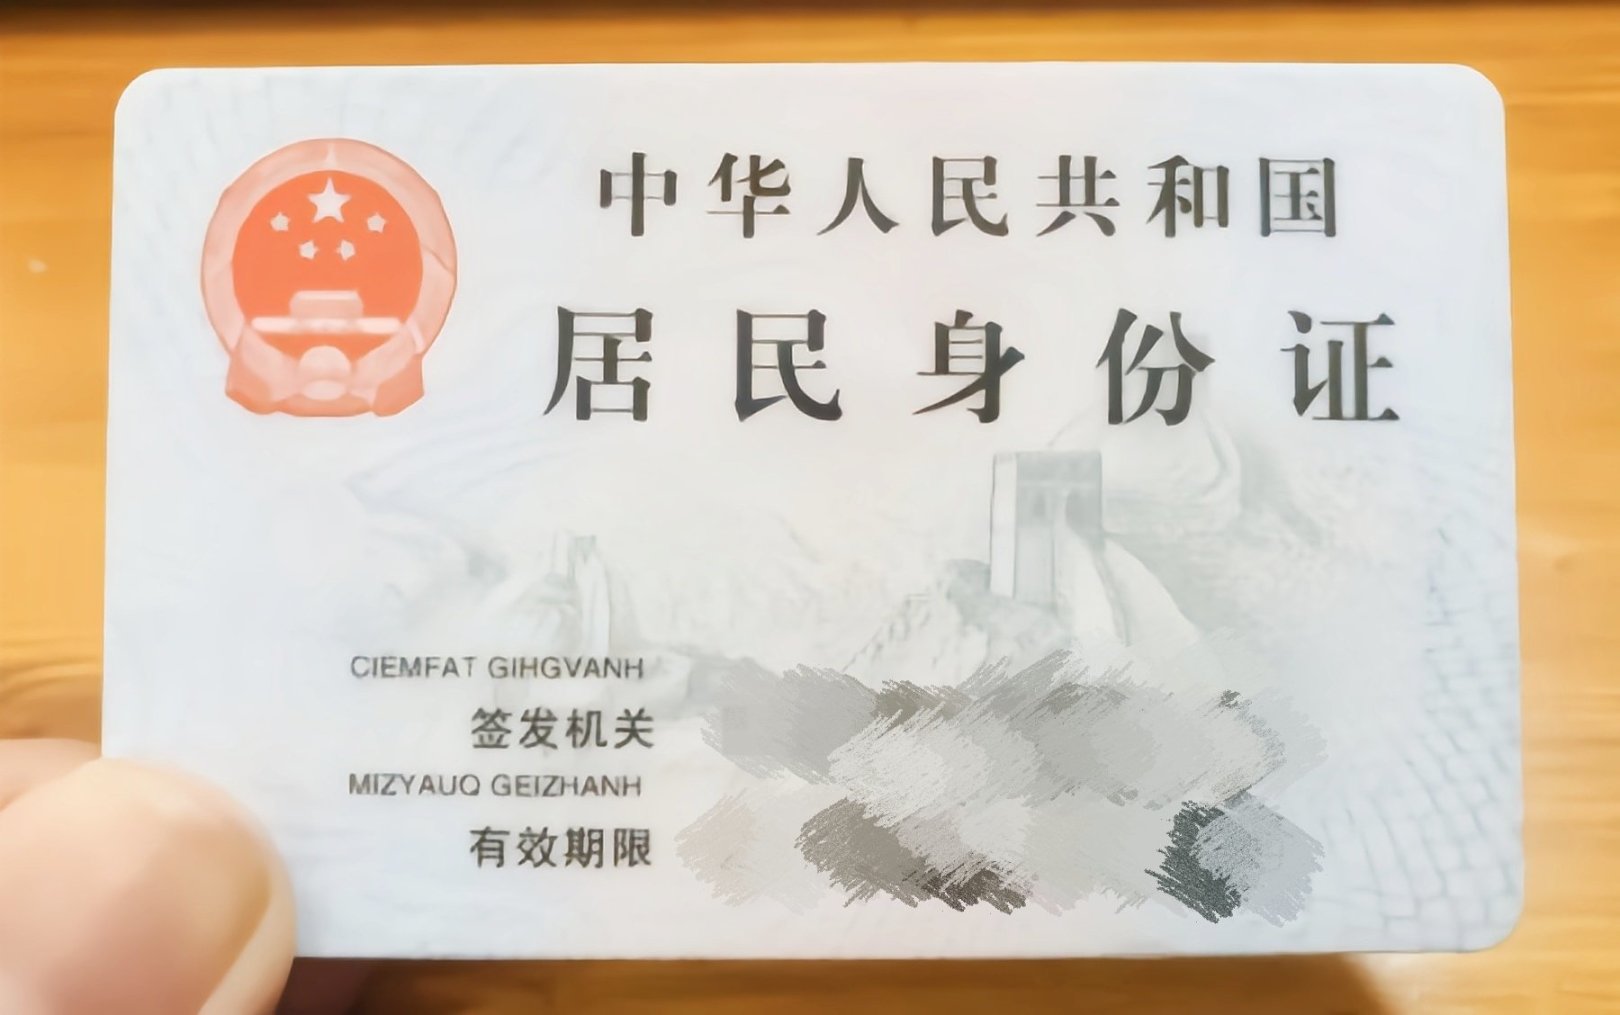 中华人民共和国
居民身份证
CIEMFAT GIHGVANH
签发机关
MIZYAUQ GEIZHANH
有效期限